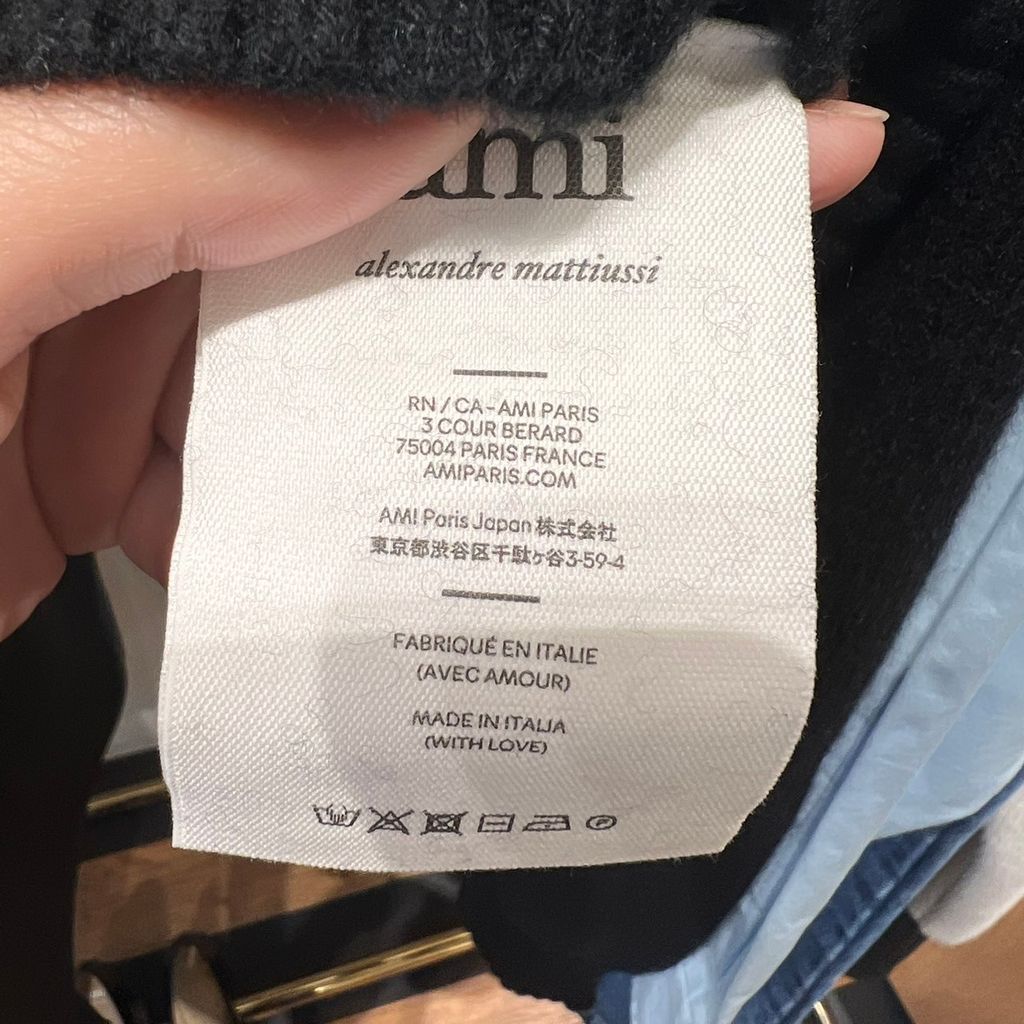 ami
alexandre mattiussi
RN / CA-AMI PARIS
3 COUR BERARD
75004 PARIS FRANCE
AMIPARIS.COM
AMI Paris Japan 株式会社
東京都渋谷区千駄ヶ谷3-59-4
FABRIQUÉ EN ITALIE
(AVEC AMOUR)
MADE IN ITALIA
(WITH LOVE)